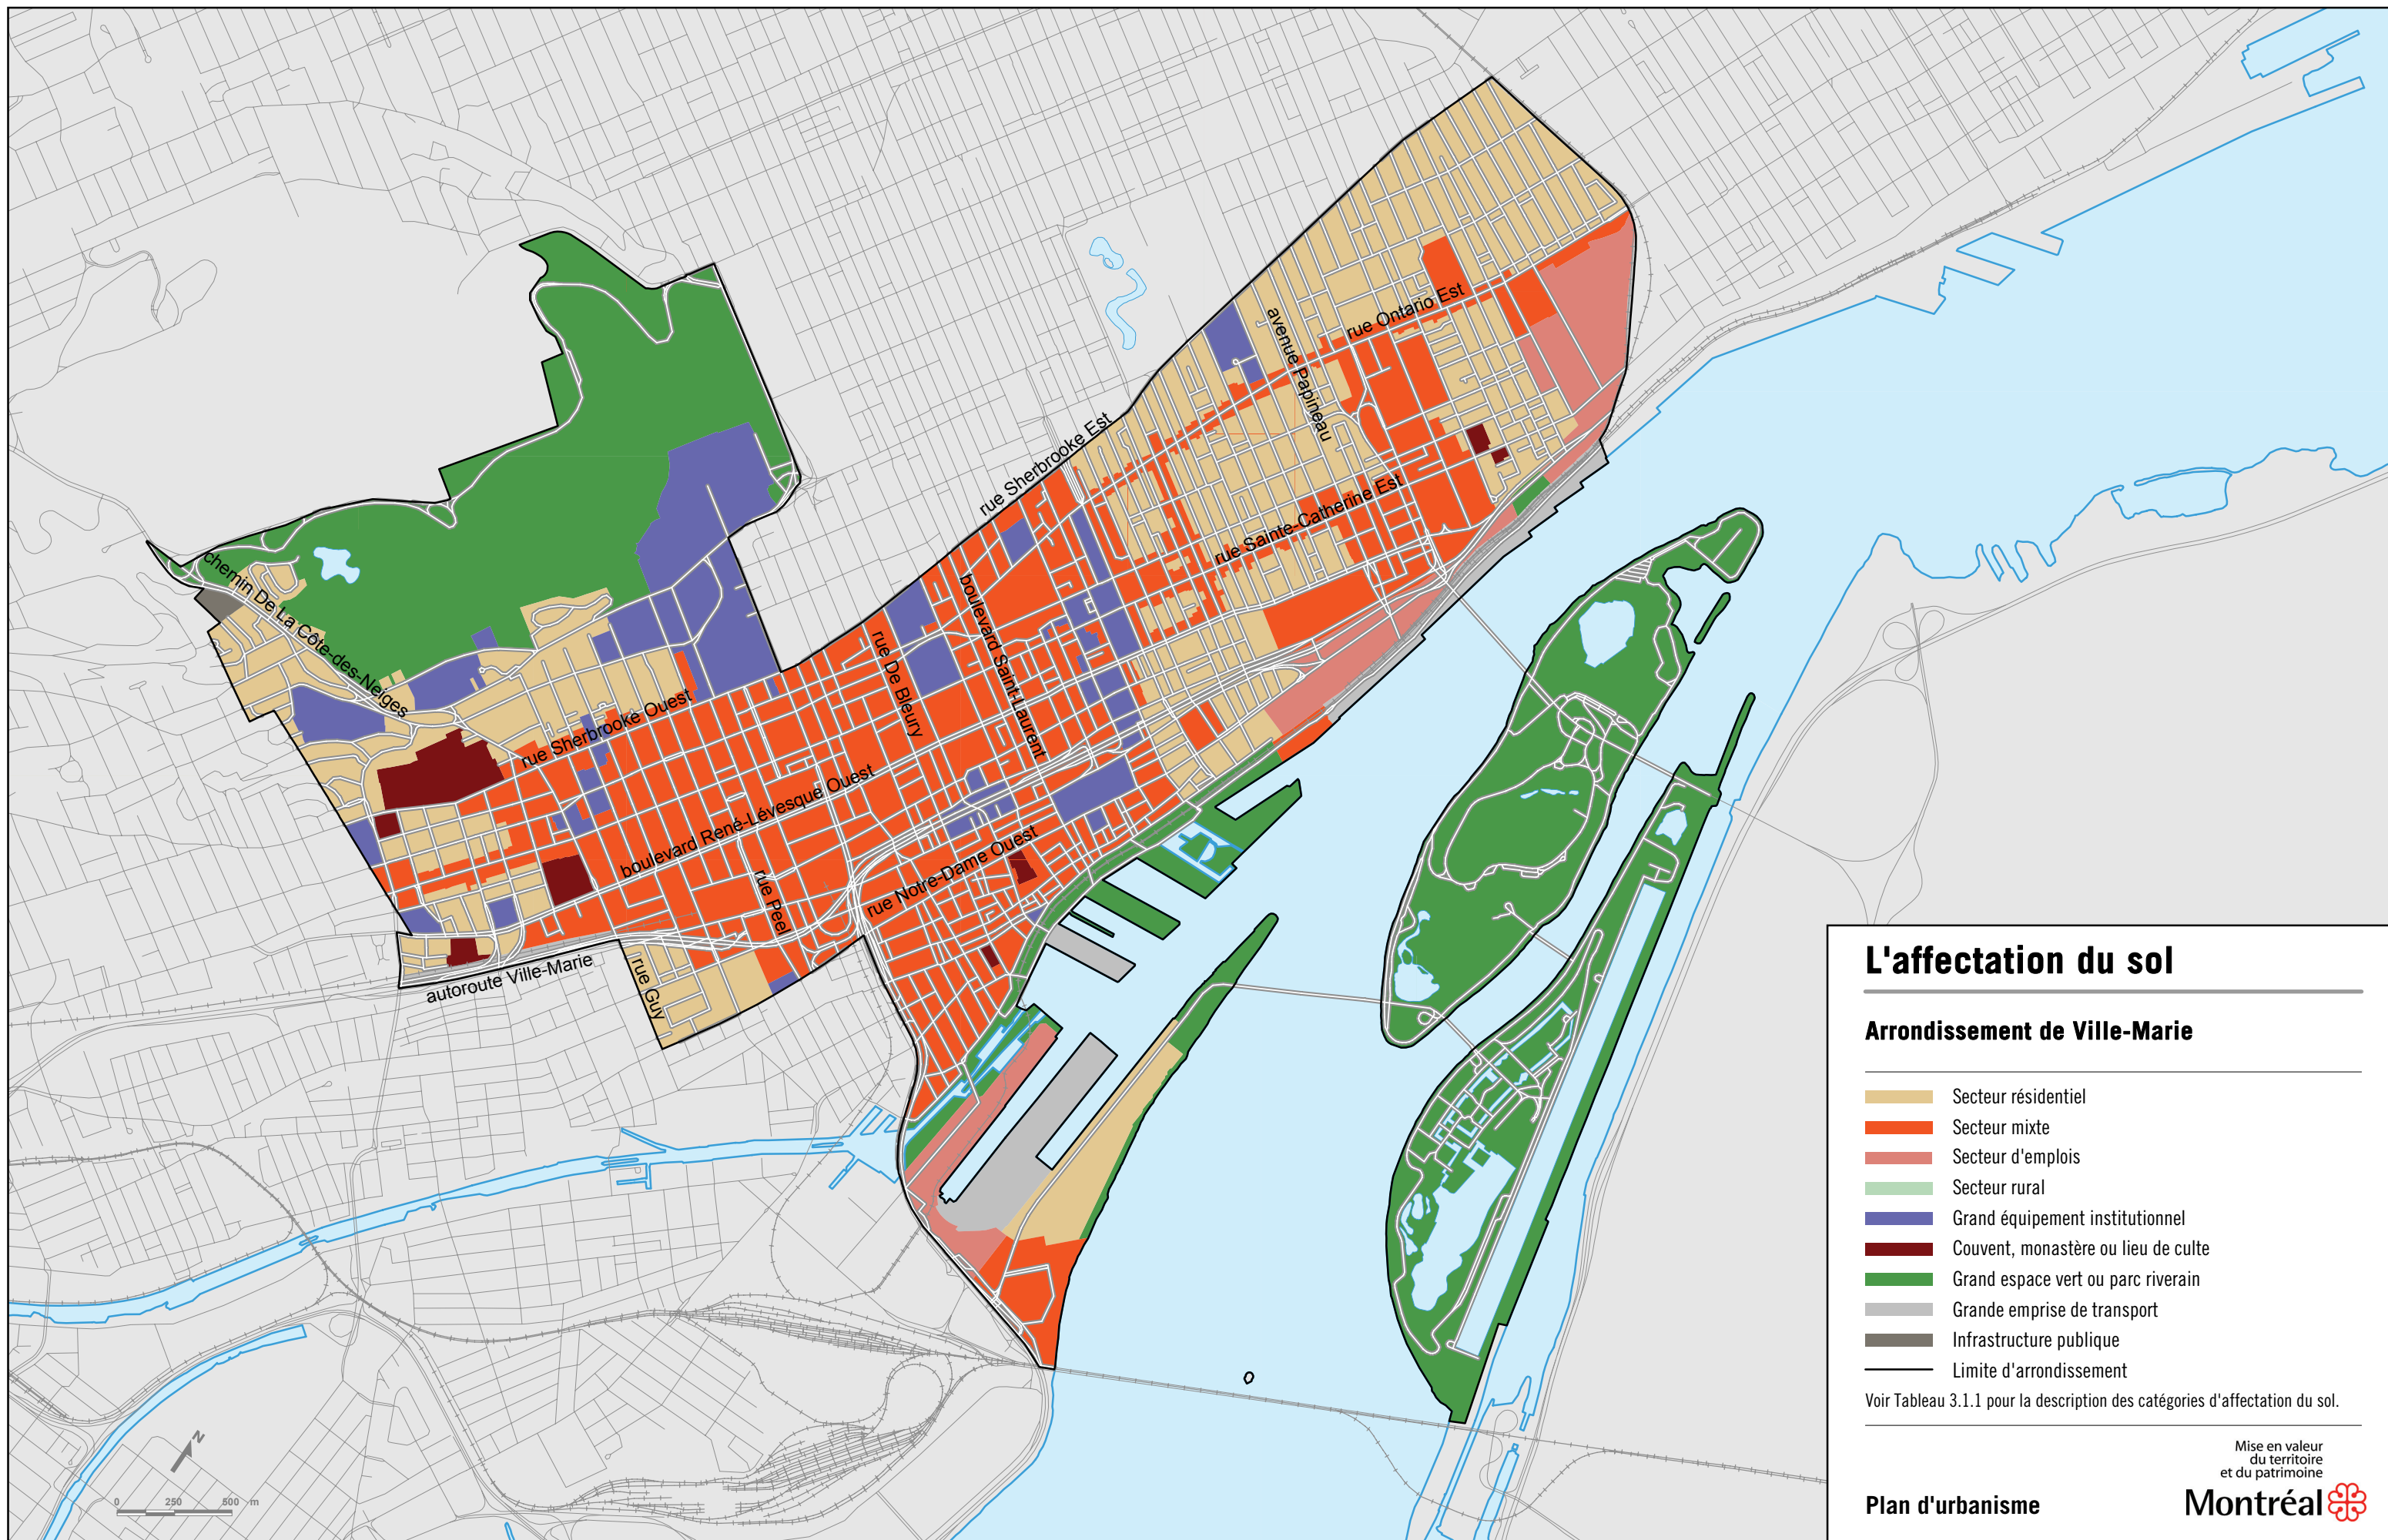 rue Ontario Est
avenue Papineau
rue Sherbrooke Est
rue Sainte-Catherine Est
chemin De La Côte-des-Neiges
boulevard Saint-Laurent
rue De Bleury
rue Sherbrooke Ouest
boulevard René-Lévesque Ouest
rue Notre-Dame Ouest
rue Peel
autoroute Ville-Marie
rue Guy
L'affectation du sol
Arrondissement de Ville-Marie
Secteur résidentiel
Secteur mixte
Secteur d'emplois
Secteur rural
Grand équipement institutionnel
Couvent, monastère ou lieu de culte
Grand espace vert ou parc riverain
Grande emprise de transport
Infrastructure publique
Limite d'arrondissement
Voir Tableau 3.1.1 pour la description des catégories d'affectation du sol.
Mise en valeur
du territoire
et du patrimoine
Plan d'urbanisme
Montréal
N
0 250 500 m